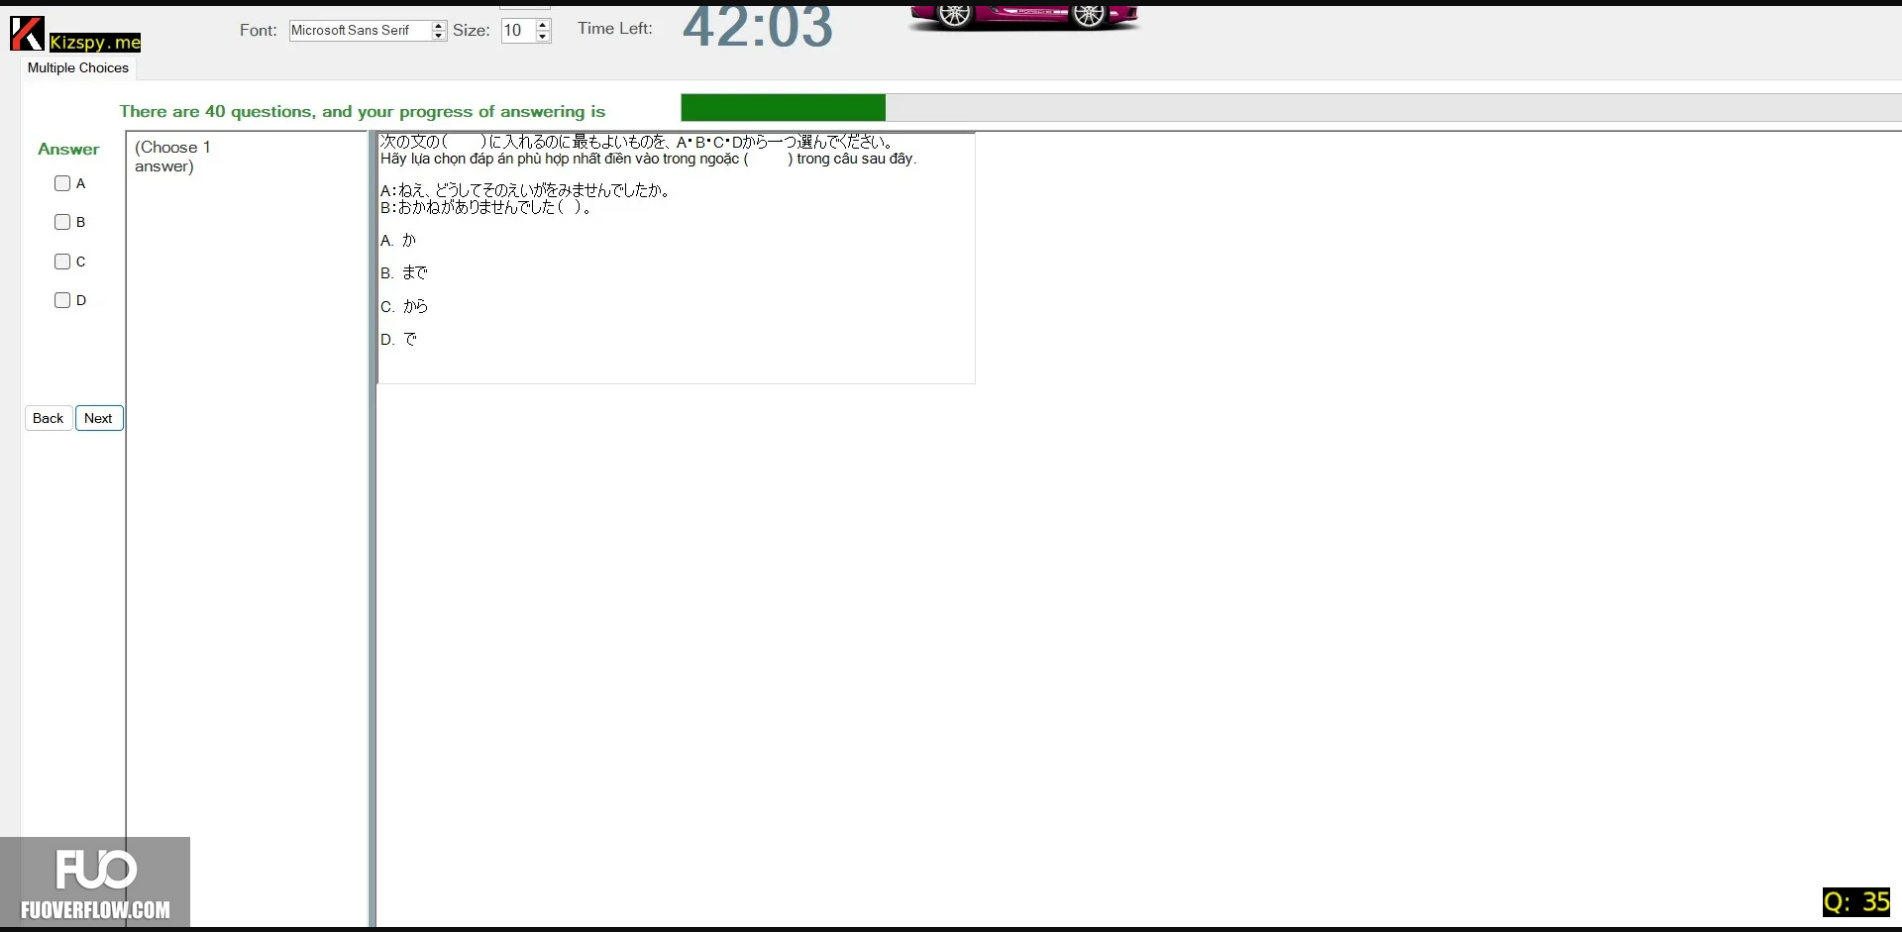 Kizspy.me
Font: Microsoft Sans Serif Size: 10 Time Left: 42:03
Multiple Choices
There are 40 questions, and your progress of answering is
Answer
A
B
C
D
Back Next
(Choose 1
answer)
次の文の(　　)に入れるのに最もよいものを、A・B・C・Dから一つ選んでください。
Hãy lựa chọn đáp án phù hợp nhất điền vào trong ngoặc (　　) trong câu sau đây.
A:ねえ、どうしてそのえいがをみませんでしたか。
B:おかねがありませんでした( )。
A. か
B. まで
C. から
D. で
FUO
FUOVERFLOW.COM
Q: 35